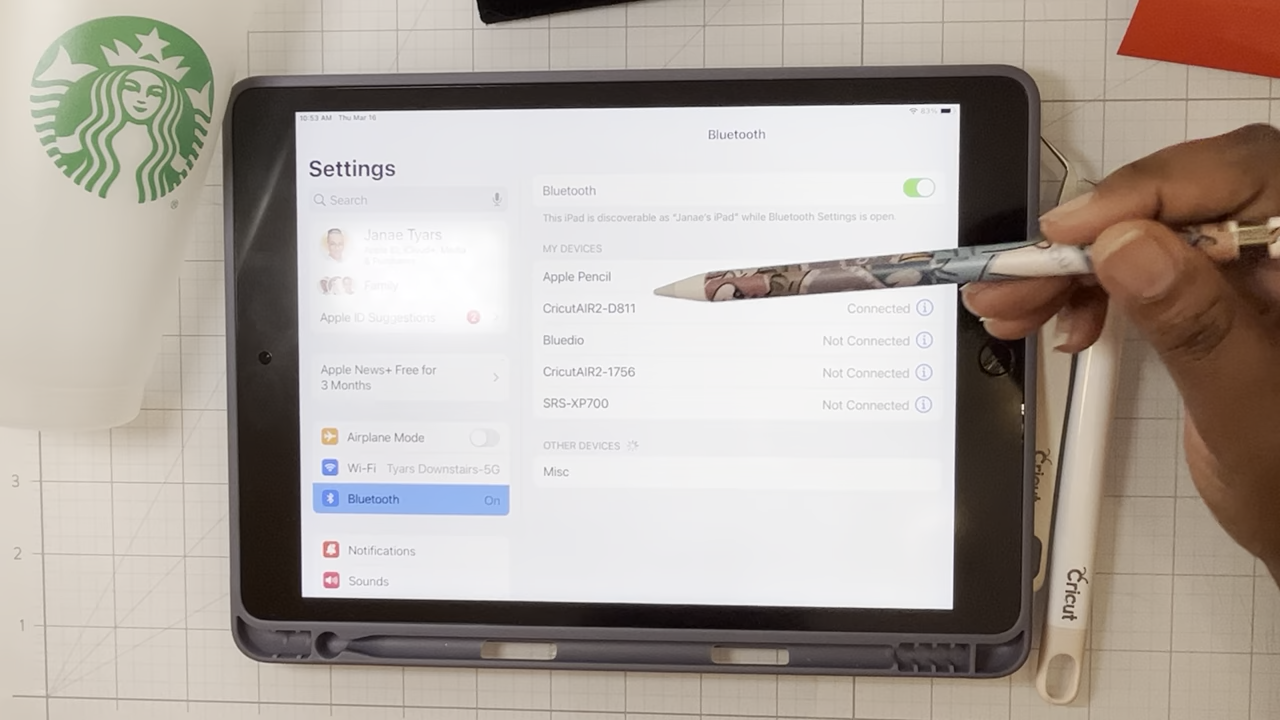 10:53 AM Thu Mar 16
83%
Bluetooth
Settings
Search
Janae Tyars
Family
Apple ID Suggestions
Apple News+ Free for
3 Months
Airplane Mode
Wi-Fi Tyars Downstairs-5G
Bluetooth On
Notifications
Sounds
Bluetooth
This iPad is discoverable as “Janae's iPad” while Bluetooth Settings is open.
MY DEVICES
Apple Pencil
CricutAIR2-D811 Connected
Bluedio Not Connected
CricutAIR2-1756 Not Connected
SRS-XP700 Not Connected
OTHER DEVICES
Misc
Cricut
Cricut
3
2
1
®